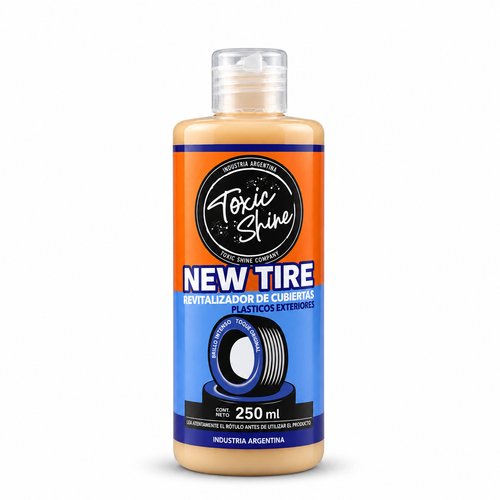 INDUSTRIA ARGENTINA
Toxic
Shine
TOXIC SHINE COMPANY
NEW TIRE
REVITALIZADOR DE CUBIERTAS
PLASTICOS EXTERIORES
BRILLO INTENSO TOQUE ORIGINAL
CONT. NETO 250 ml
LEA ATENTAMENTE EL RÓTULO ANTES DE UTILIZAR EL PRODUCTO
INDUSTRIA ARGENTINA